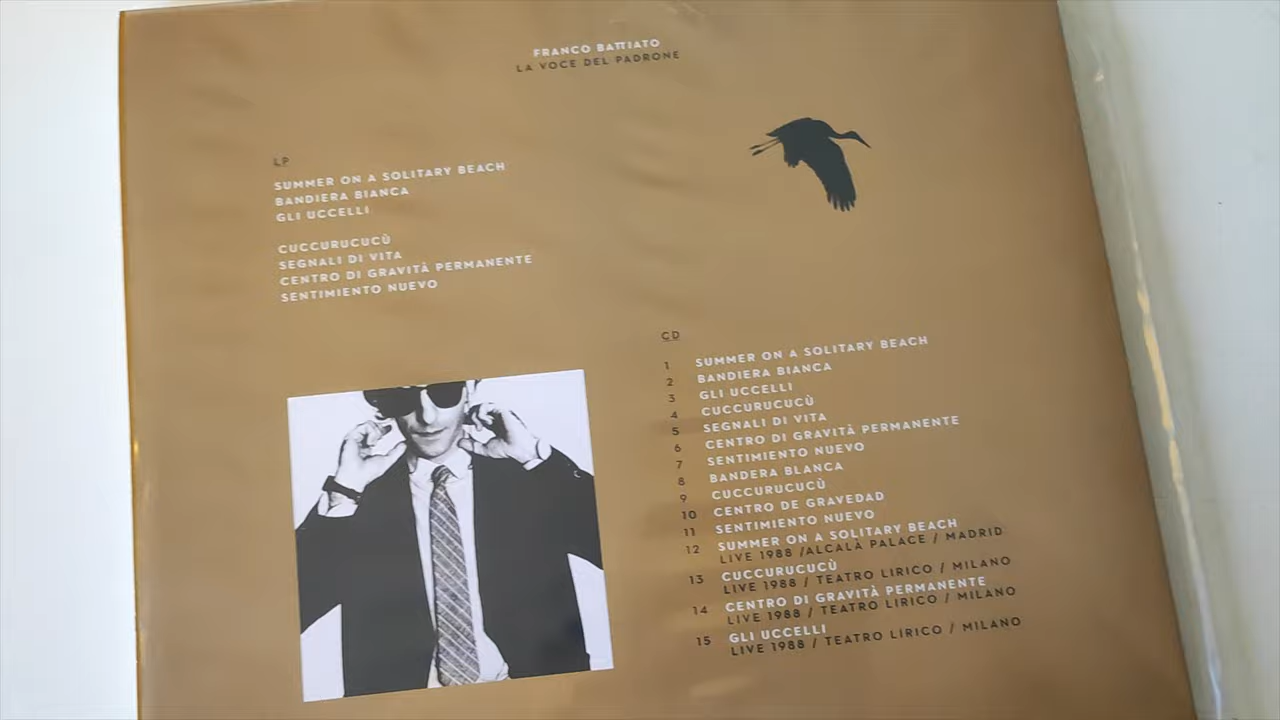 FRANCO BATTIATO
LA VOCE DEL PADRONE
LP
SUMMER ON A SOLITARY BEACH
BANDIERA BIANCA
GLI UCCELLI
CUCCURUCUCÙ
SEGNALI DI VITA
CENTRO DI GRAVITÀ PERMANENTE
SENTIMIENTO NUEVO
CD
1 SUMMER ON A SOLITARY BEACH
2 BANDIERA BIANCA
3 GLI UCCELLI
4 CUCCURUCUCÙ
5 SEGNALI DI VITA
6 CENTRO DI GRAVITÀ PERMANENTE
7 SENTIMIENTO NUEVO
8 BANDERA BLANCA
9 CUCCURUCUCÙ
10 CENTRO DE GRAVEDAD
11 SENTIMIENTO NUEVO
12 SUMMER ON A SOLITARY BEACH
LIVE 1988 /ALCALÀ PALACE / MADRID
13 CUCCURUCUCÙ
LIVE 1988 / TEATRO LIRICO / MILANO
14 CENTRO DI GRAVITÀ PERMANENTE
LIVE 1988 / TEATRO LIRICO / MILANO
15 GLI UCCELLI
LIVE 1988 / TEATRO LIRICO / MILANO